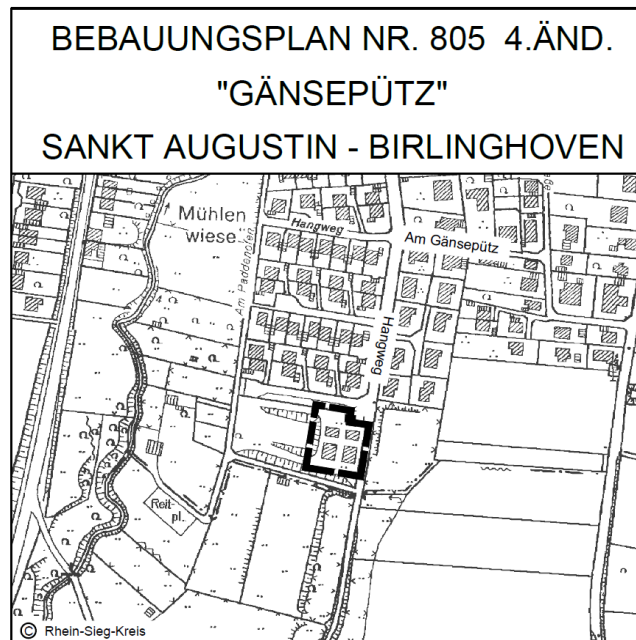 BEBAUUNGSPLAN NR. 805 4.ÄND.
"GÄNSEPÜTZ"
SANKT AUGUSTIN - BIRLINGHOVEN
Mühlen
wiese
Hangweg
Am Gänsepütz
Am Paddenofen
Hangweg
Reit-
pl.
© Rhein-Sieg-Kreis